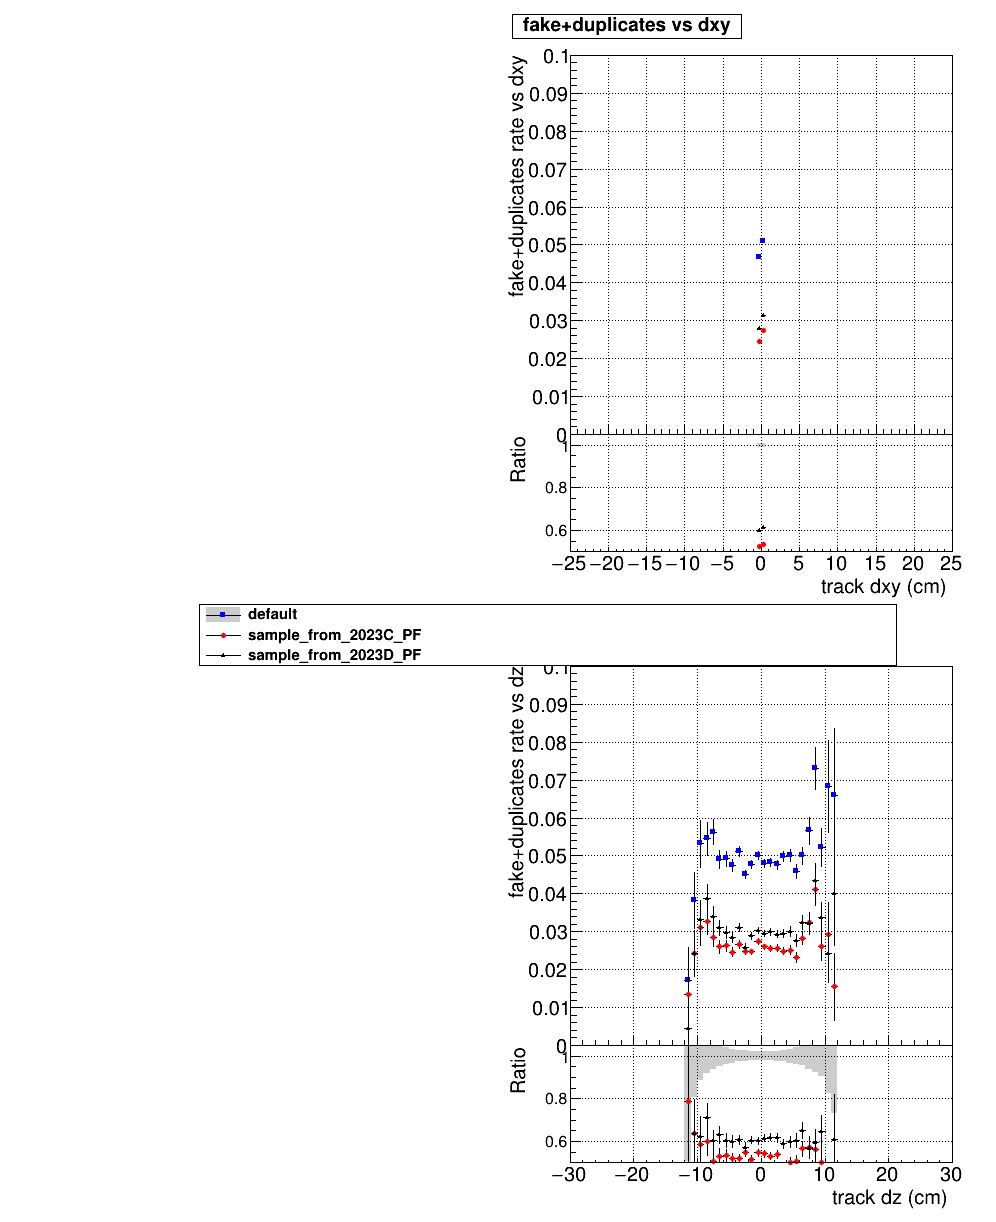 fake+duplicates vs dxy
fake+duplicates rate vs dxy
0.1
0.09
0.08
0.07
0.06
0.05
0.04
0.03
0.02
0.01
0
Ratio
1
0.8
0.6
−25 −20 −15 −10 −5 0 5 10 15 20 25
track dxy (cm)
default
sample_from_2023C_PF
sample_from_2023D_PF
fake+duplicates rate vs dz
0.1
0.09
0.08
0.07
0.06
0.05
0.04
0.03
0.02
0.01
0
Ratio
1
0.8
0.6
−30 −20 −10 0 10 20 30
track dz (cm)